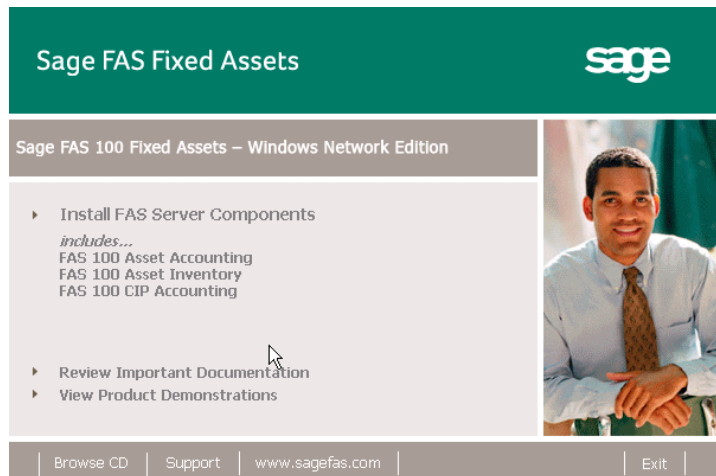 Sage FAS Fixed Assets
sage
Sage FAS 100 Fixed Assets – Windows Network Edition
Install FAS Server Components
includes...
FAS 100 Asset Accounting
FAS 100 Asset Inventory
FAS 100 CIP Accounting
Review Important Documentation
View Product Demonstrations
Browse CD
Support
www.sagefas.com
Exit